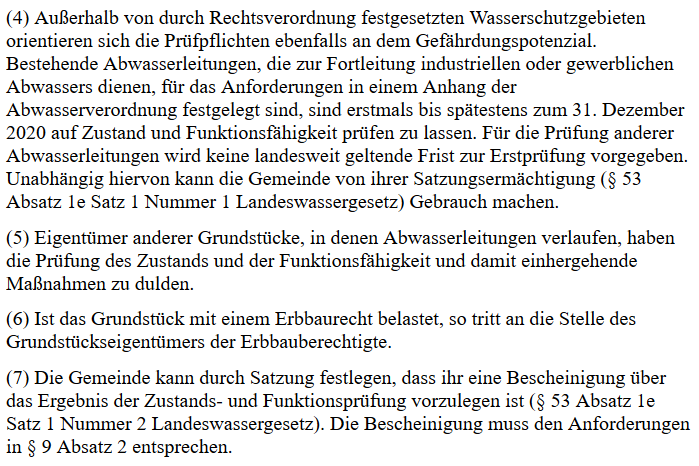 (4) Außerhalb von durch Rechtsverordnung festgesetzten Wasserschutzgebieten
orientieren sich die Prüfpflichten ebenfalls an dem Gefährdungspotenzial.
Bestehende Abwasserleitungen, die zur Fortleitung industriellen oder gewerblichen
Abwassers dienen, für das Anforderungen in einem Anhang der
Abwasserverordnung festgelegt sind, sind erstmals bis spätestens zum 31. Dezember
2020 auf Zustand und Funktionsfähigkeit prüfen zu lassen. Für die Prüfung anderer
Abwasserleitungen wird keine landesweit geltende Frist zur Erstprüfung vorgegeben.
Unabhängig hiervon kann die Gemeinde von ihrer Satzungsermächtigung (§ 53
Absatz 1e Satz 1 Nummer 1 Landeswassergesetz) Gebrauch machen.
(5) Eigentümer anderer Grundstücke, in denen Abwasserleitungen verlaufen, haben
die Prüfung des Zustands und der Funktionsfähigkeit und damit einhergehende
Maßnahmen zu dulden.
(6) Ist das Grundstück mit einem Erbbaurecht belastet, so tritt an die Stelle des
Grundstückseigentümers der Erbbauberechtigte.
(7) Die Gemeinde kann durch Satzung festlegen, dass ihr eine Bescheinigung über
das Ergebnis der Zustands- und Funktionsprüfung vorzulegen ist (§ 53 Absatz 1e
Satz 1 Nummer 2 Landeswassergesetz). Die Bescheinigung muss den Anforderungen
in § 9 Absatz 2 entsprechen.